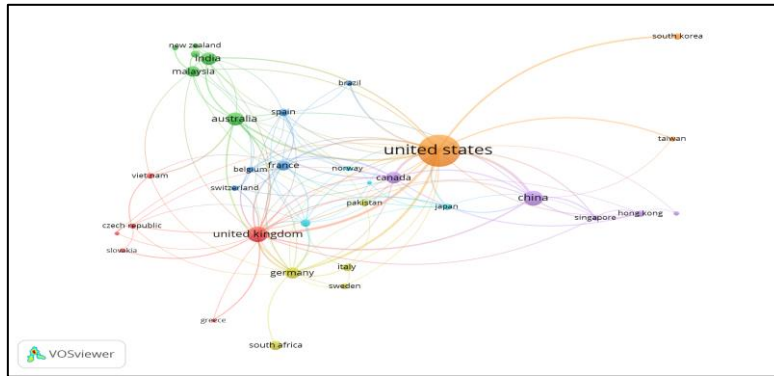 new zealand
south korea
india
malaysia
brazil
spain
australia
united states
taiwan
france
norway
belgium
vietnam
canada
switzerland
pakistan
china
japan
singapore
hong kong
czech republic
united kingdom
slovakia
germany
italy
sweden
greece
south africa
VOSviewer